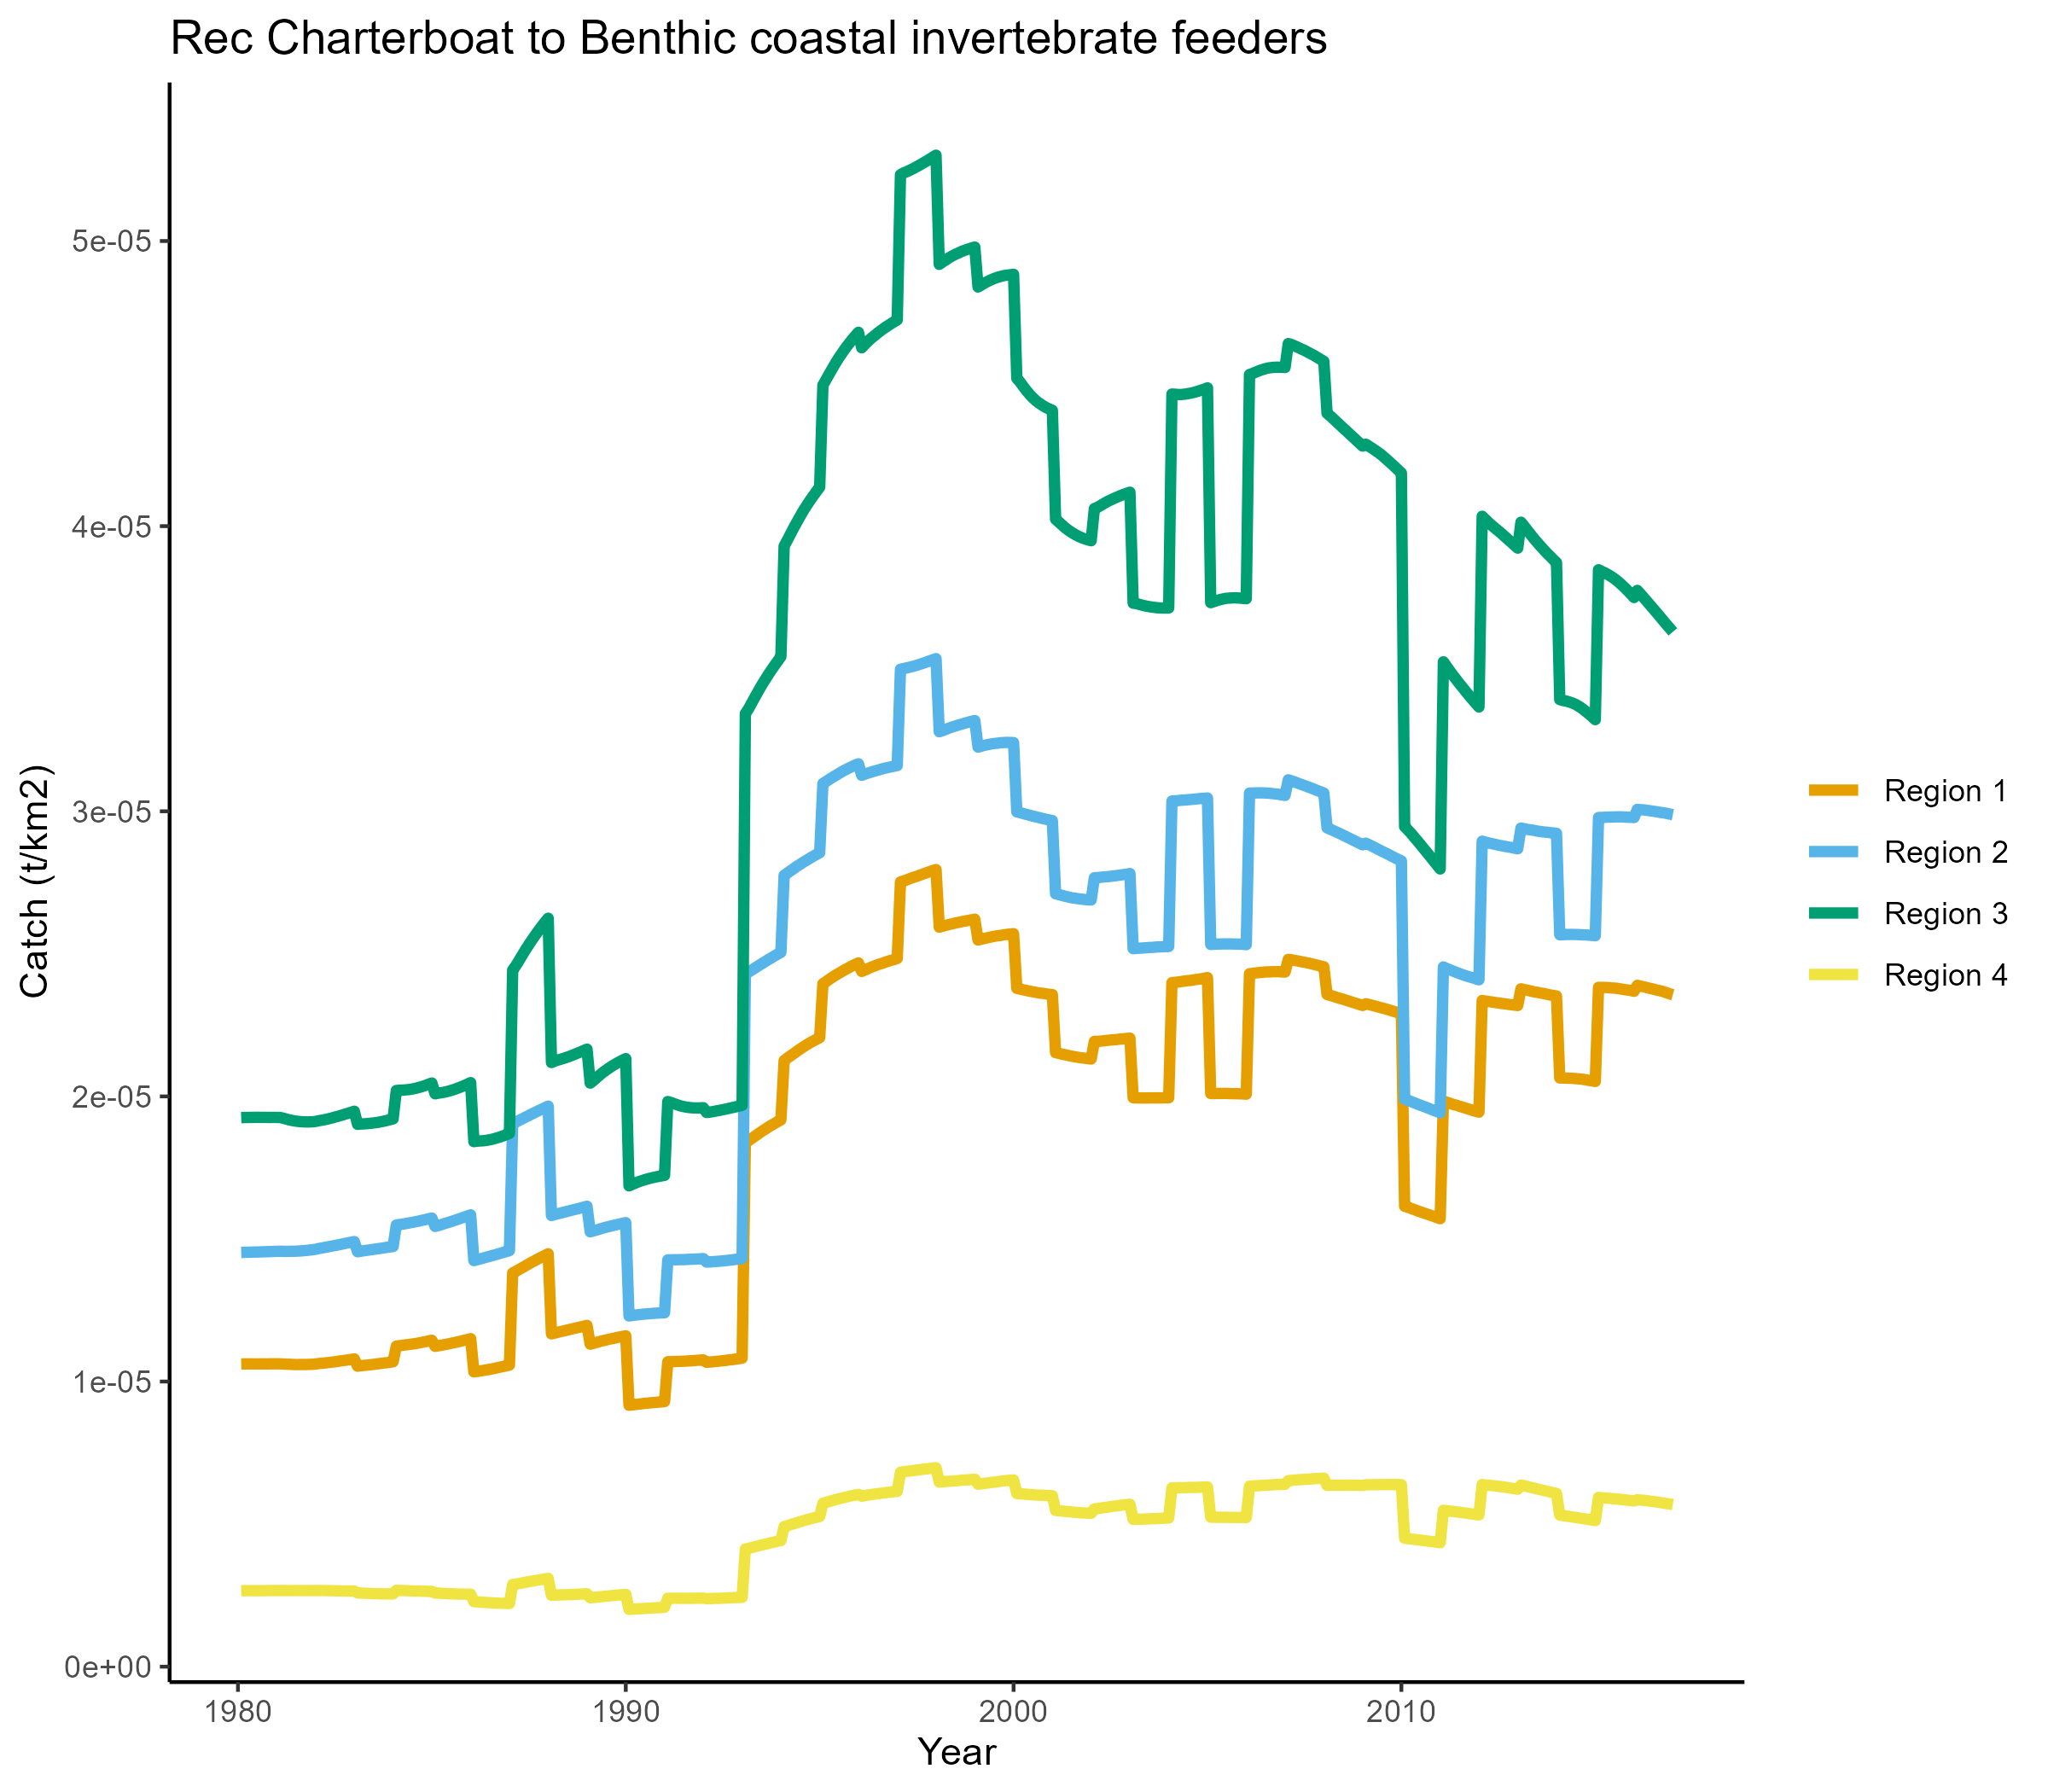 Rec Charterboat to Benthic coastal invertebrate feeders
Catch (t/km2)
5e-05
4e-05
3e-05
2e-05
1e-05
0e+00
1980 1990 2000 2010
Year
Region 1
Region 2
Region 3
Region 4